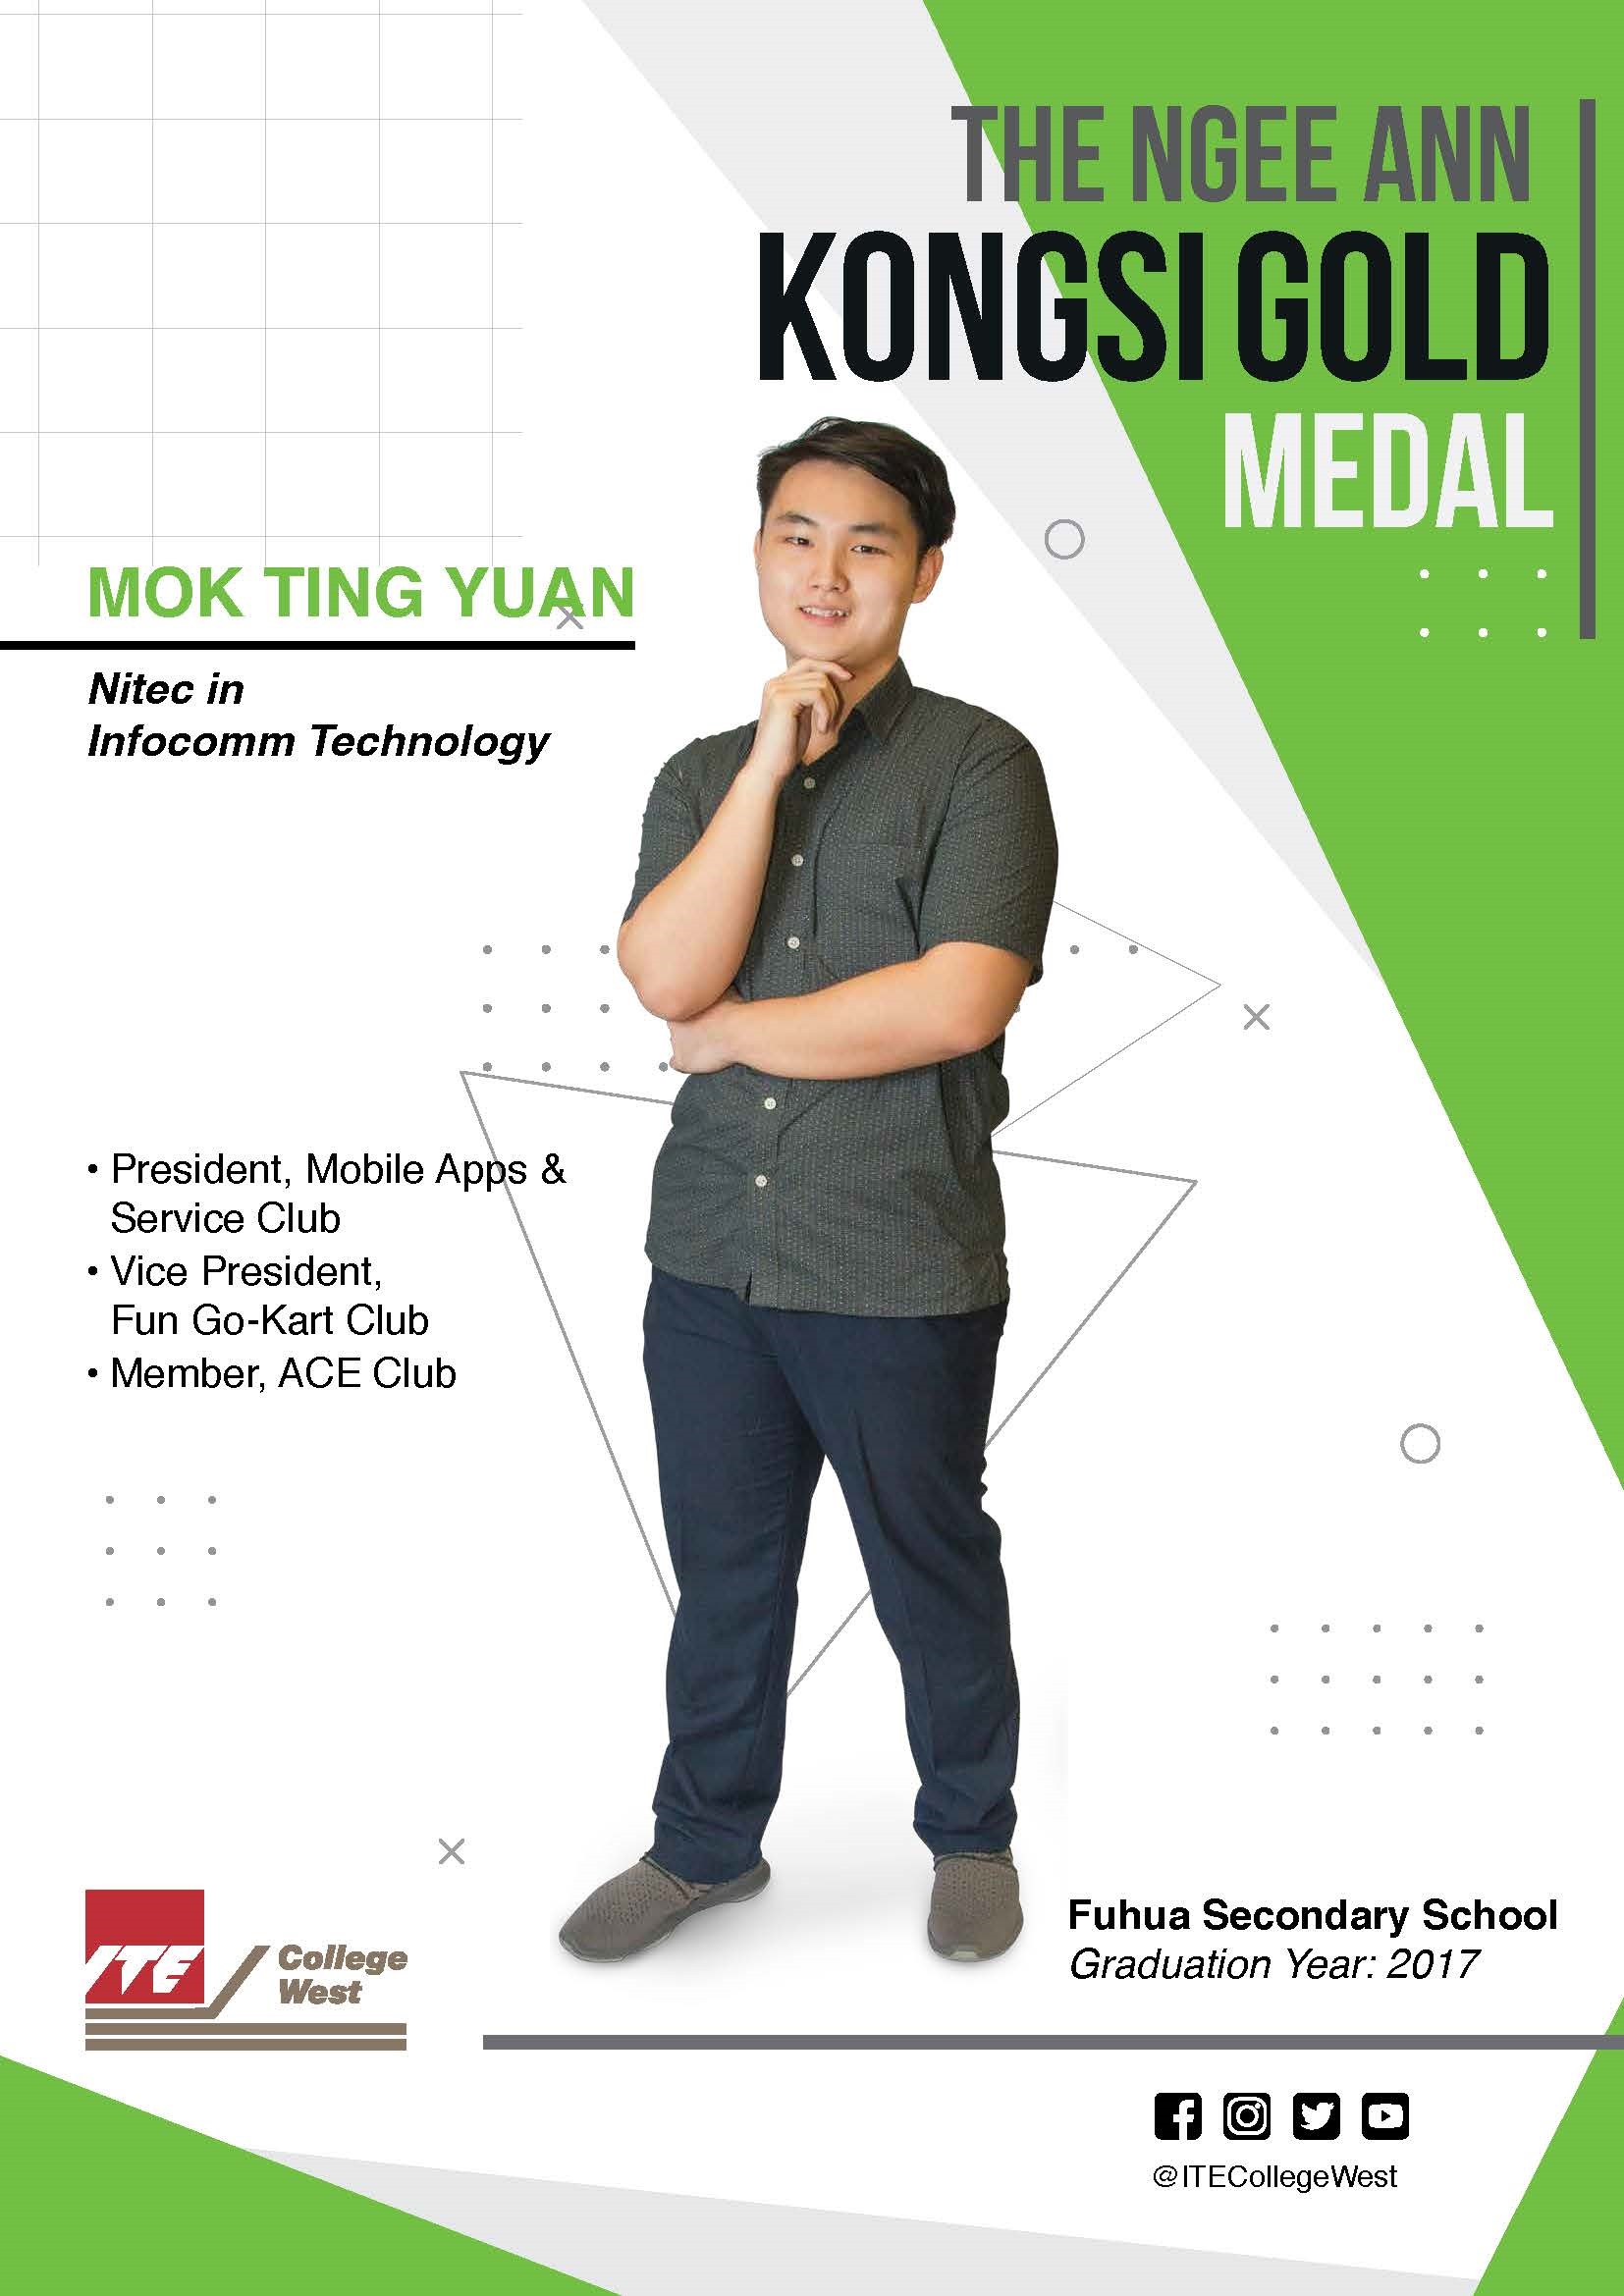 THE NGEE ANN
KONGSI GOLD
MEDAL
MOK TING YUAN
Nitec in
Infocomm Technology
• President, Mobile Apps &
Service Club
• Vice President,
Fun Go-Kart Club
• Member, ACE Club
ITE
College
West
Fuhua Secondary School
Graduation Year: 2017
@ITECollegeWest